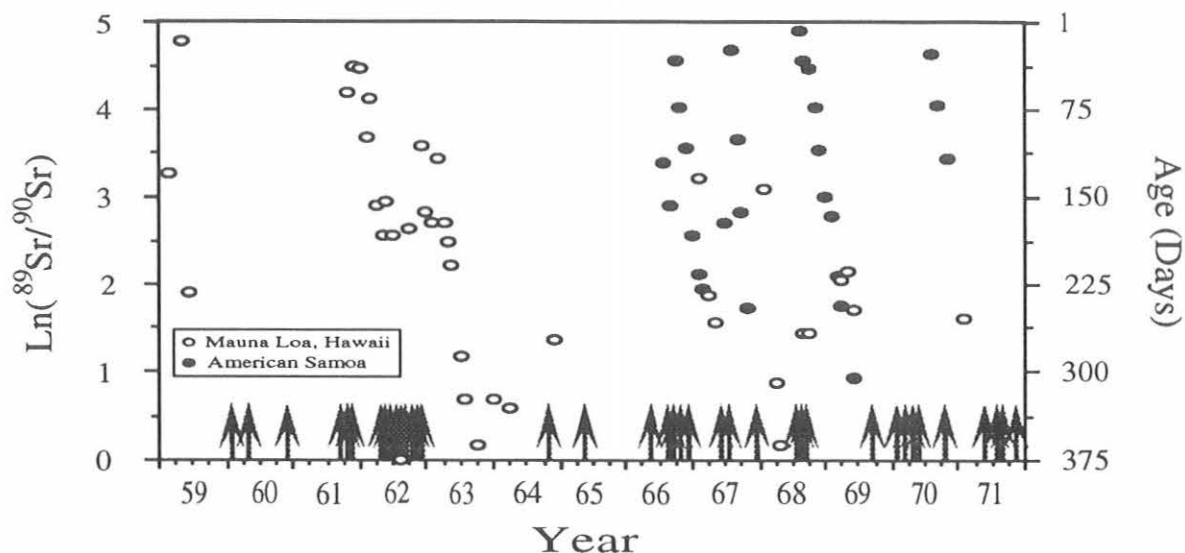 Ln(⁸⁹Sr/⁹⁰Sr)
5
4
3
2
1
0
○ Mauna Loa, Hawaii
● American Samoa
59 60 61 62 63 64 65 66 67 68 69 70 71
Year
1
75
150
225
300
375
Age (Days)